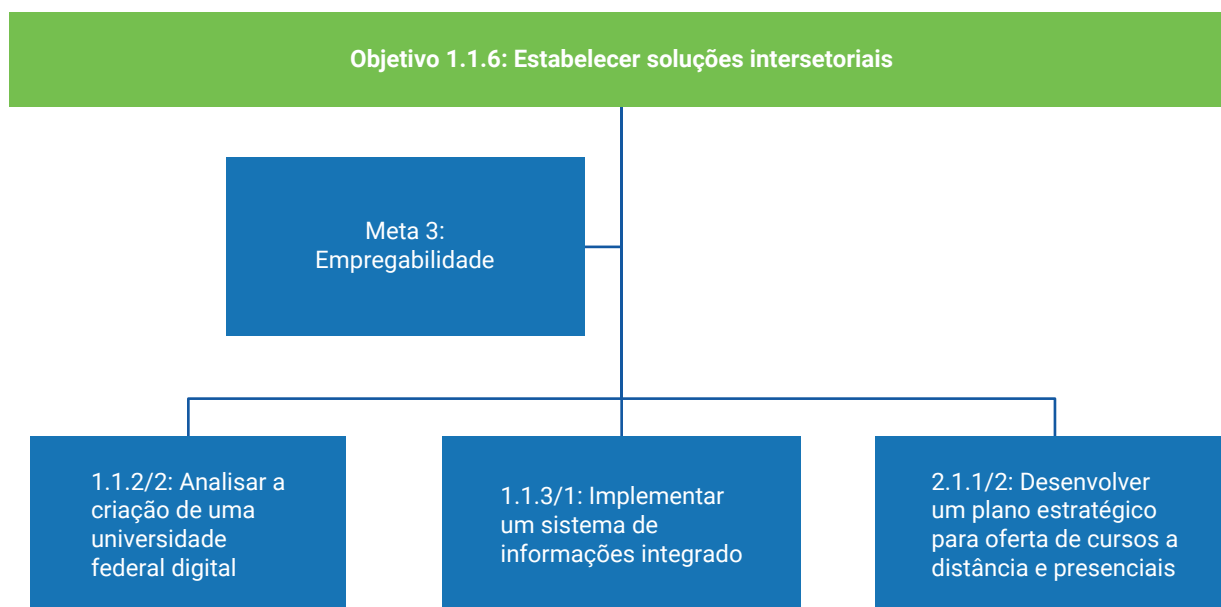 Objetivo 1.1.6: Estabelecer soluções intersetoriais
Meta 3:
Empregabilidade
1.1.2/2: Analisar a
criação de uma
universidade
federal digital
1.1.3/1: Implementar
um sistema de
informações integrado
2.1.1/2: Desenvolver
um plano estratégico
para oferta de cursos a
distância e presenciais